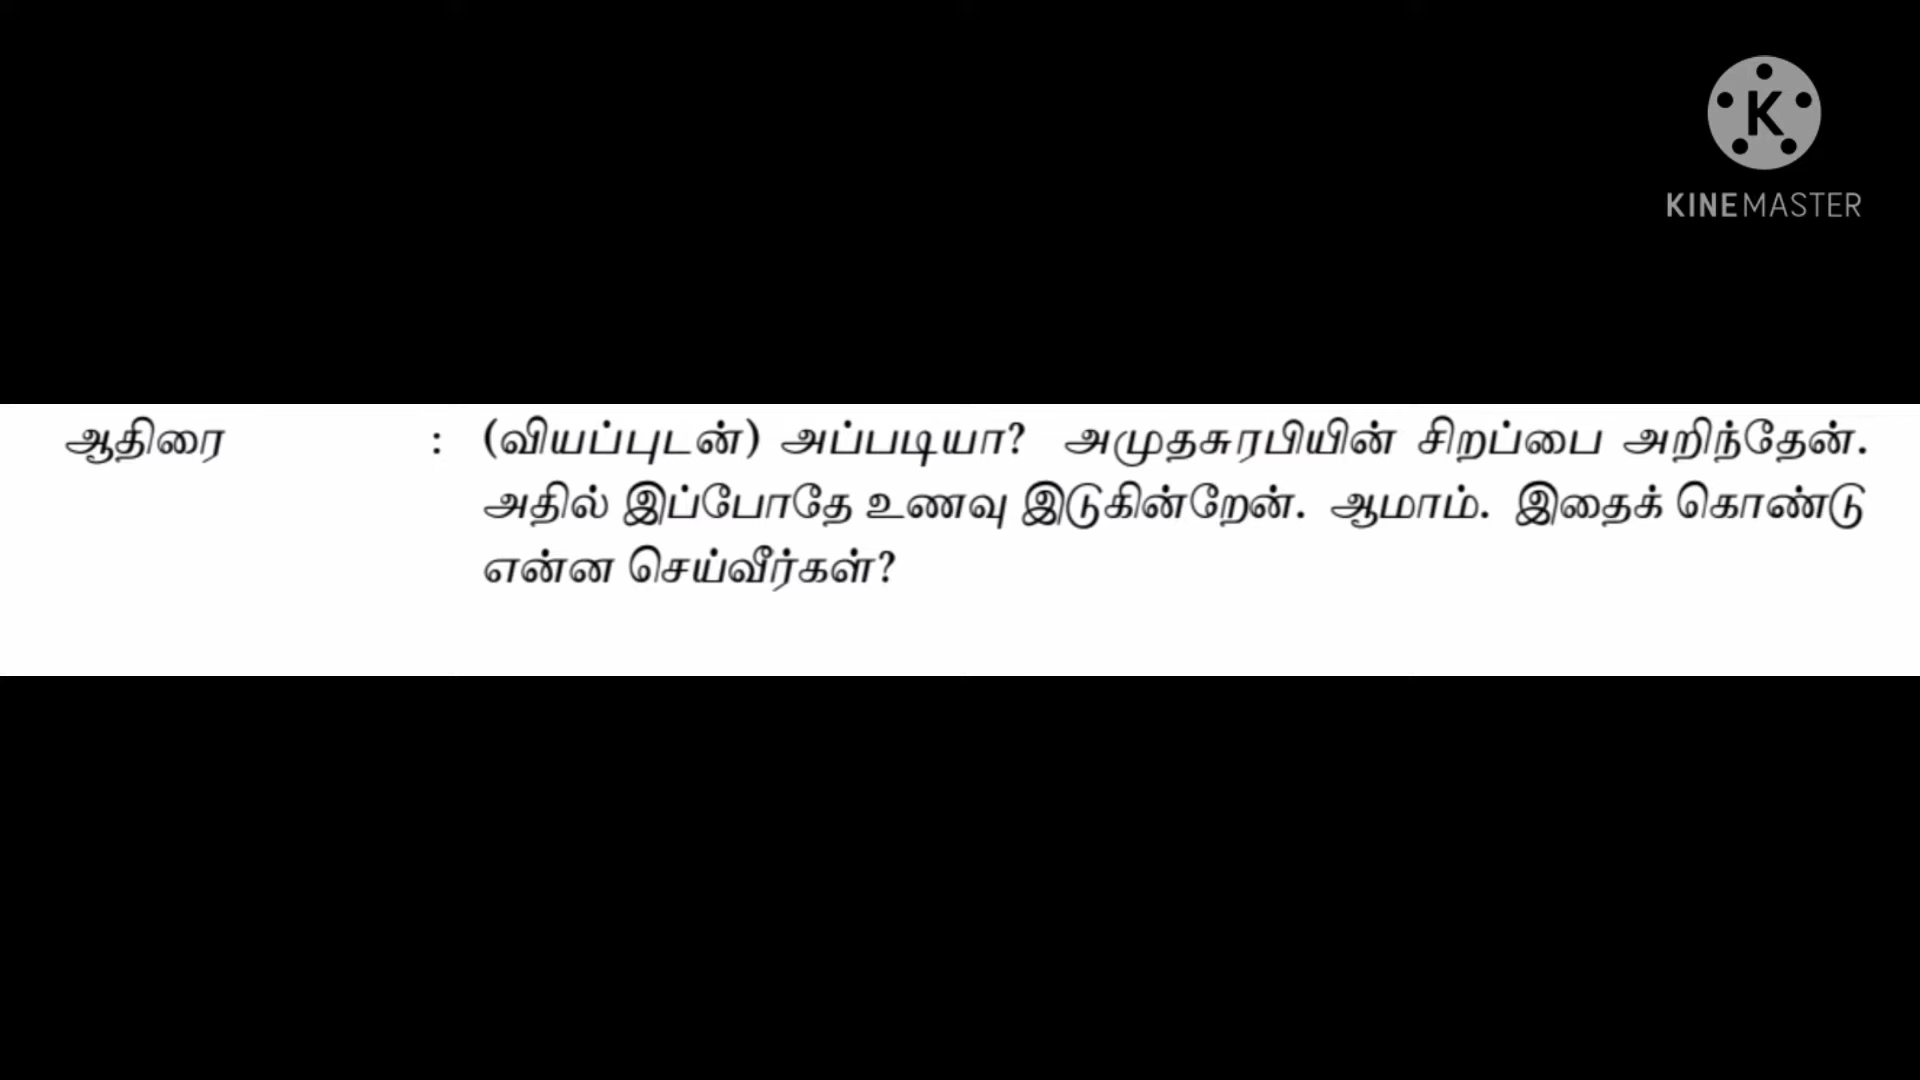 K
KINEMASTER
ஆதிரை : (வியப்புடன்) அப்படியா? அமுதசுரபியின் சிறப்பை அறிந்தேன்.
அதில் இப்போதே உணவு இடுகின்றேன். ஆமாம். இதைக் கொண்டு
என்ன செய்வீர்கள்?